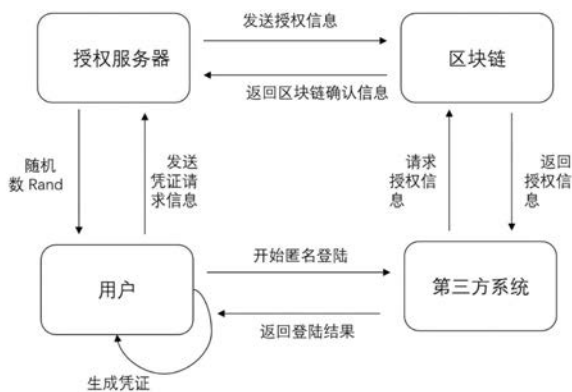 发送授权信息
授权服务器
区块链
返回区块链确认信息
随机
数 Rand
发送
凭证请
求信息
请求
授权信
息
返回
授权信
息
开始匿名登陆
用户
第三方系统
返回登陆结果
生成凭证